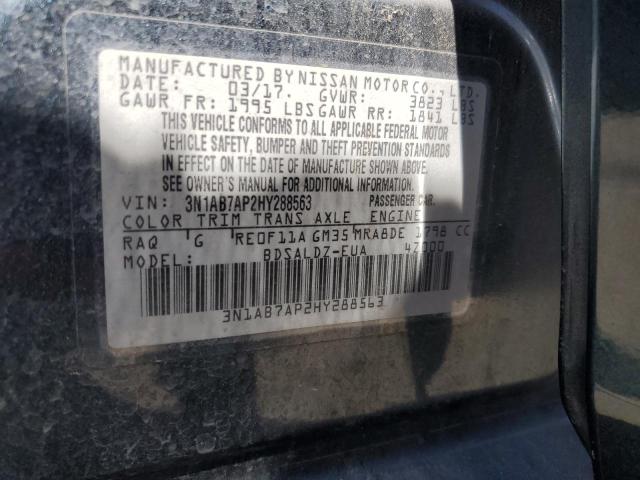 MANUFACTURED BY NISSAN MOTOR CO., LTD.
DATE: 03/17. GVWR: 3823 LBS
GAWR FR: 1995 LBS GAWR RR: 1841 LBS
THIS VEHICLE CONFORMS TO ALL APPLICABLE FEDERAL MOTOR
VEHICLE SAFETY, BUMPER AND THEFT PREVENTION STANDARDS
IN EFFECT ON THE DATE OF MANUFACTURE SHOWN ABOVE.
SEE OWNER'S MANUAL FOR ADDITIONAL INFORMATION.
VIN: 3N1AB7AP2HY288563 PASSENGER CAR.
COLOR TRIM TRANS AXLE ENGINE
RAQ G RE0F11A GM35 MRA8DE 1798 CC
BDSALDZ-EUA 4Z000
3N1AB7AP2HY288563